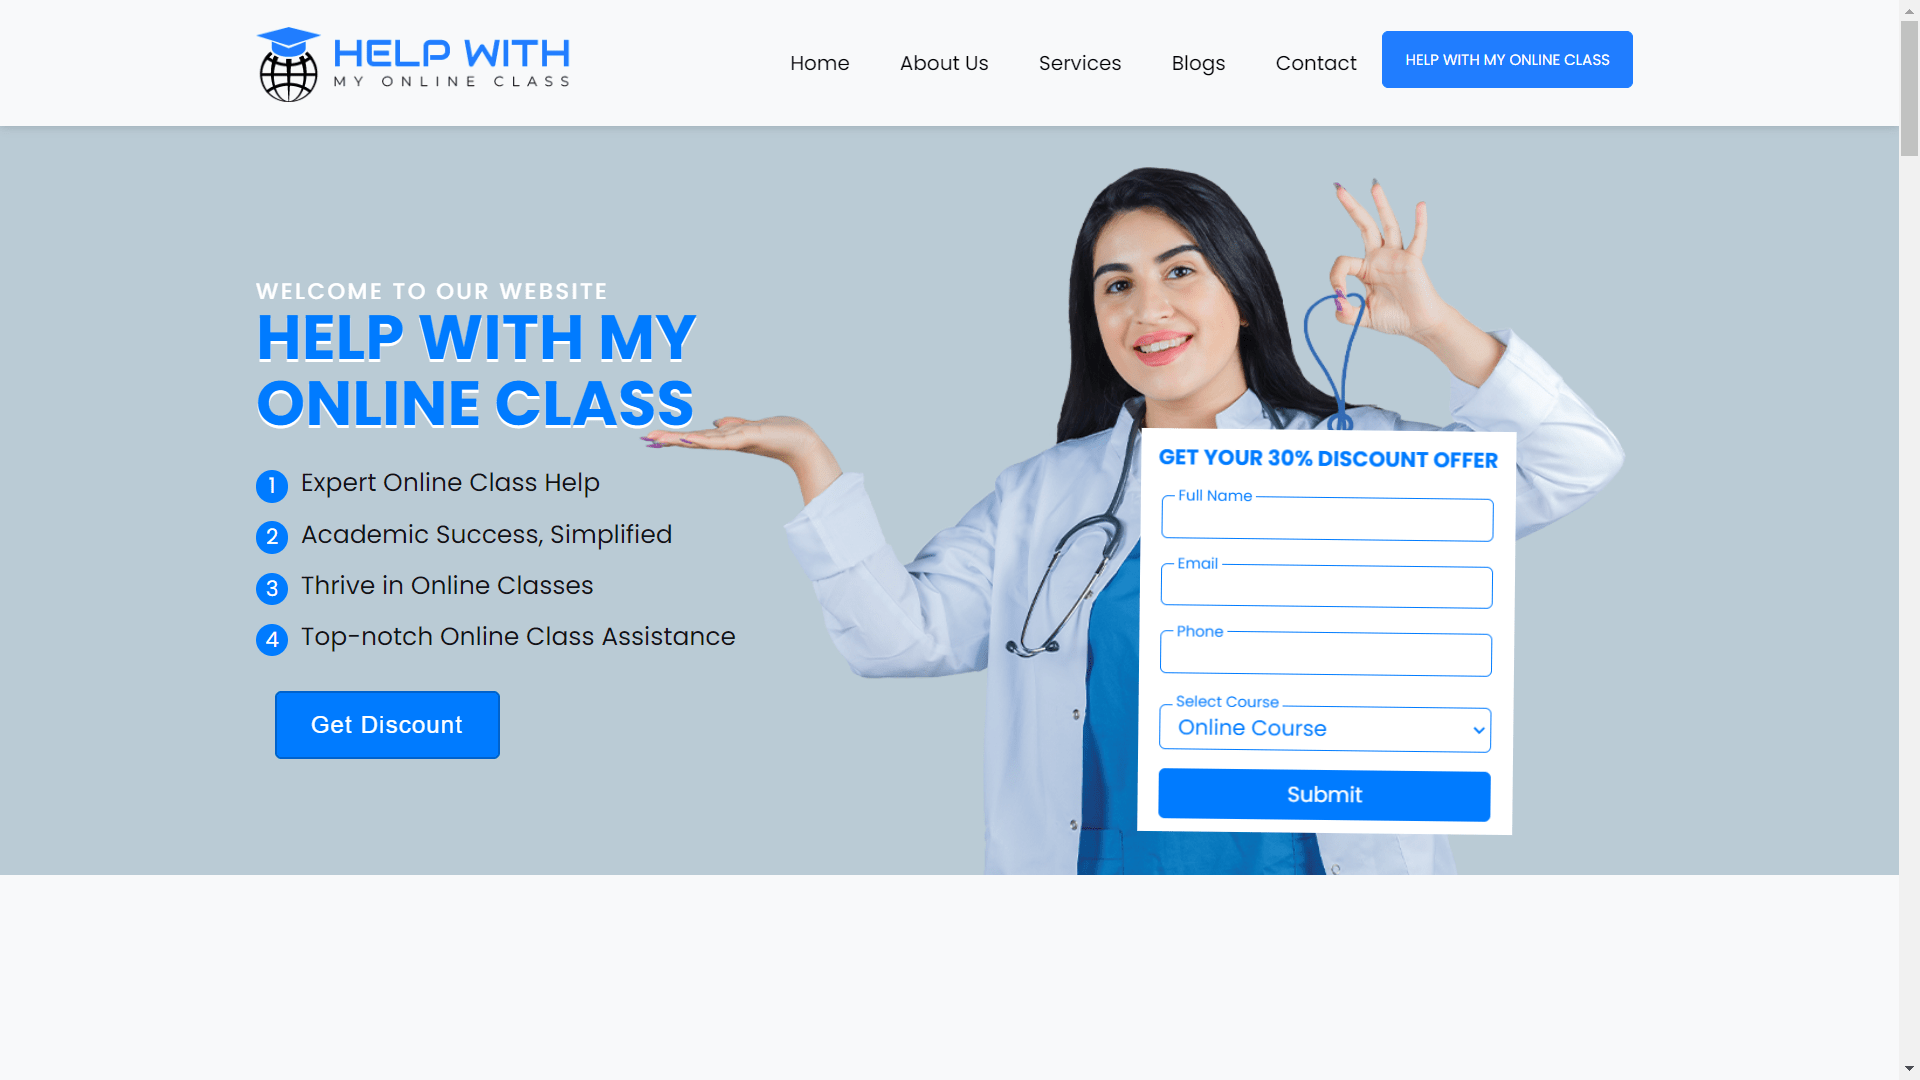 HELP WITH
MY ONLINE CLASS
Home
About Us
Services
Blogs
Contact
HELP WITH MY ONLINE CLASS
WELCOME TO OUR WEBSITE
HELP WITH MY
ONLINE CLASS
1 Expert Online Class Help
2 Academic Success, Simplified
3 Thrive in Online Classes
4 Top-notch Online Class Assistance
Get Discount
GET YOUR 30% DISCOUNT OFFER
Full Name
Email
Phone
Select Course
Online Course
Submit